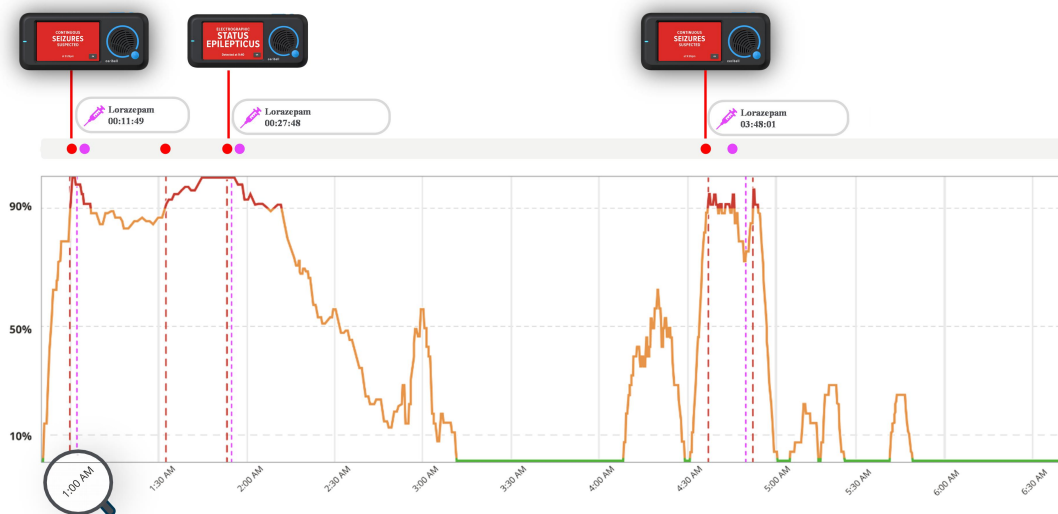 CONTINUOUS
SEIZURES
SUSPECTED
ceribell
ELECTROGRAPHIC
STATUS
EPILEPTICUS
ceribell
CONTINUOUS
SEIZURES
SUSPECTED
ceribell
Lorazepam
00:11:49
Lorazepam
00:27:48
Lorazepam
03:48:01
90%
50%
10%
1:00 AM
1:30 AM
2:00 AM
2:30 AM
3:00 AM
3:30 AM
4:00 AM
4:30 AM
5:00 AM
5:30 AM
6:00 AM
6:30 AM